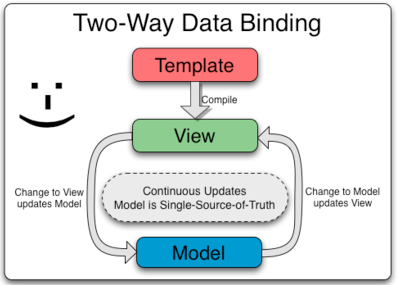 Two-Way Data Binding
Template
Compile
View
Change to View
updates Model
Continuous Updates
Model is Single-Source-of-Truth
Change to Model
updates View
Model